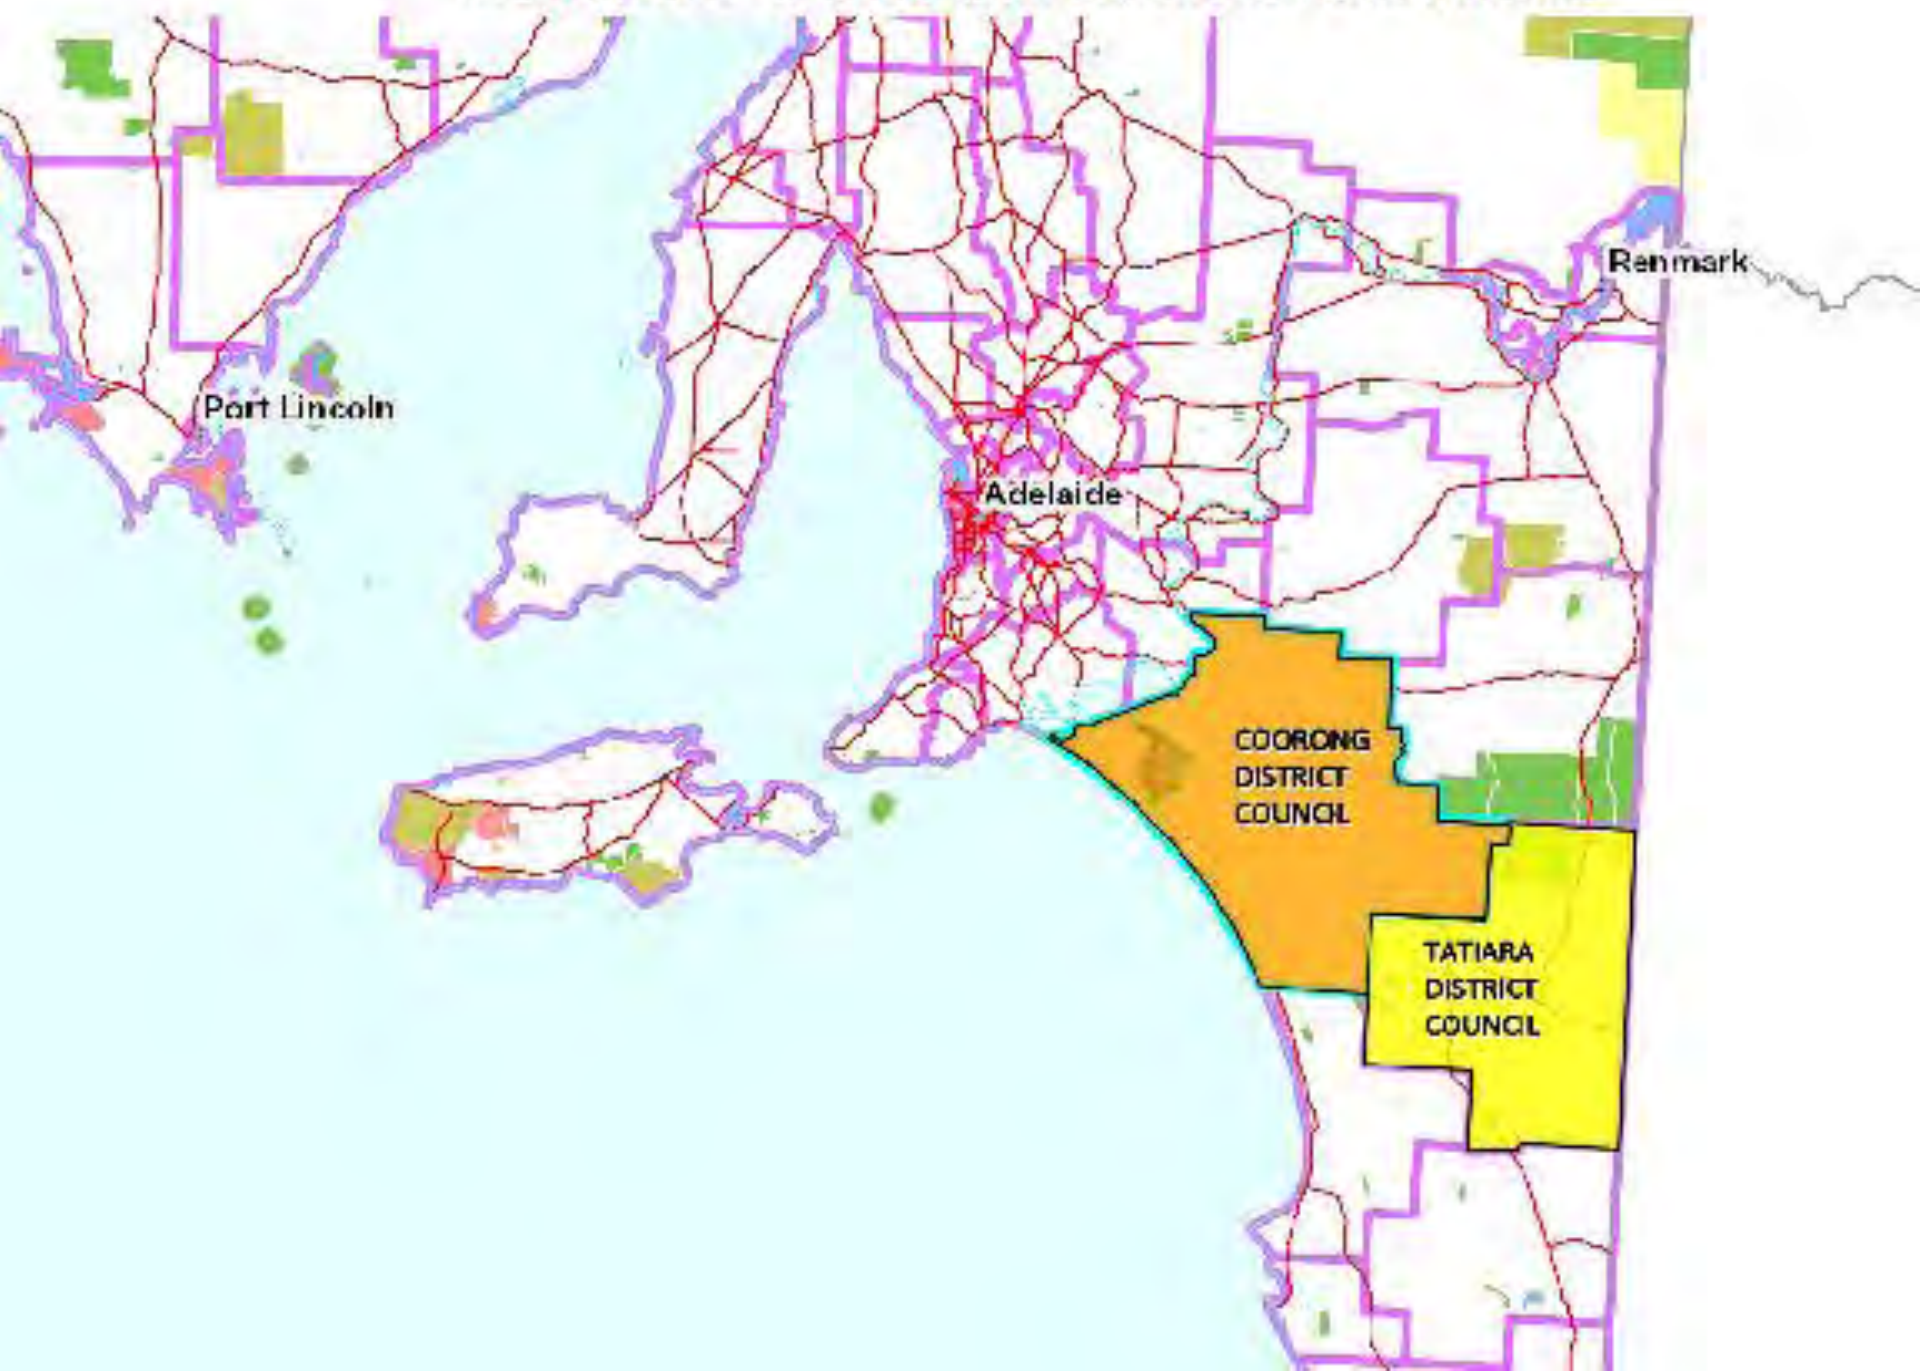 Renmark
Port Lincoln
Adelaide
COORONG
DISTRICT
COUNCIL
TATIARA
DISTRICT
COUNCIL